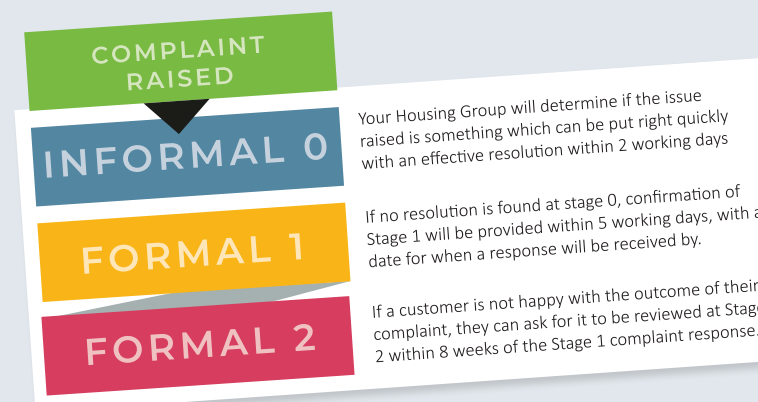 COMPLAINT
RAISED
INFORMAL 0
Your Housing Group will determine if the issue
raised is something which can be put right quickly
with an effective resolution within 2 working days
FORMAL 1
If no resolution is found at stage 0, confirmation of
Stage 1 will be provided within 5 working days, with a
date for when a response will be received by.
FORMAL 2
If a customer is not happy with the outcome of their
complaint, they can ask for it to be reviewed at Stage
2 within 8 weeks of the Stage 1 complaint response.